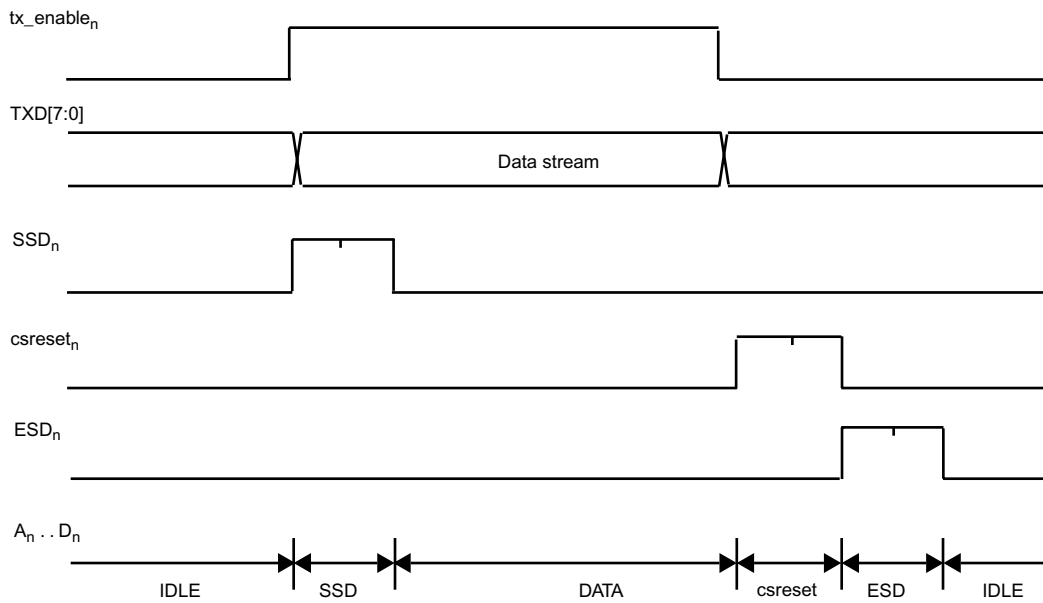 tx_enableₙ
TXD[7:0]
Data stream
SSDₙ
csresetₙ
ESDₙ
Aₙ . . Dₙ
IDLE SSD DATA csreset ESD IDLE